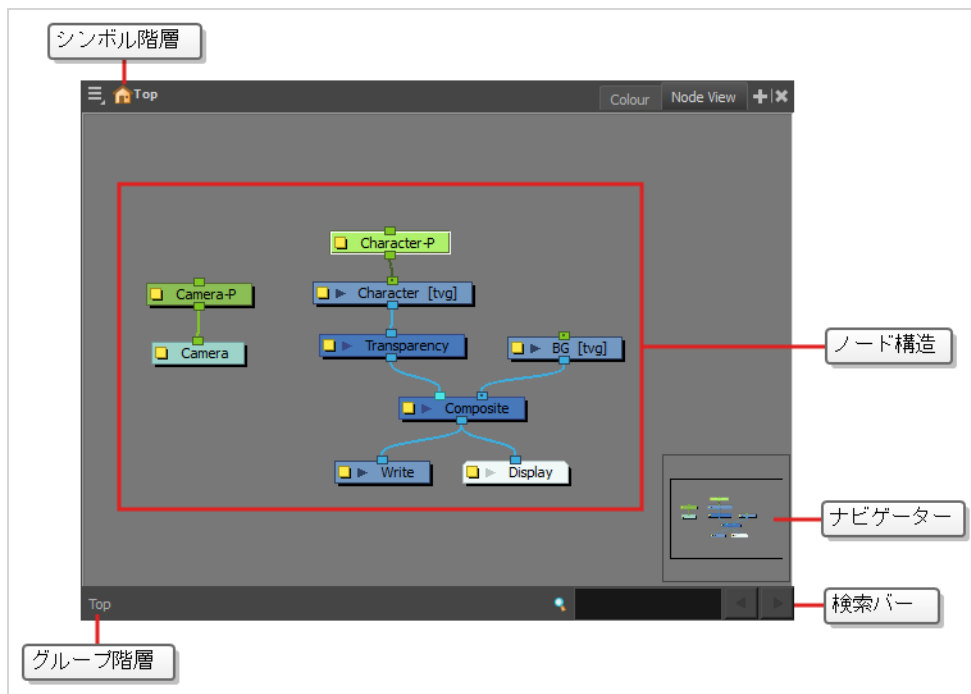 シンボル階層
Top
Colour
Node View
Character-P
Camera-P
Character [tvg]
Camera
Transparency
BG [tvg]
ノード構造
Composite
Write
Display
ナビゲーター
Top
検索バー
グループ階層